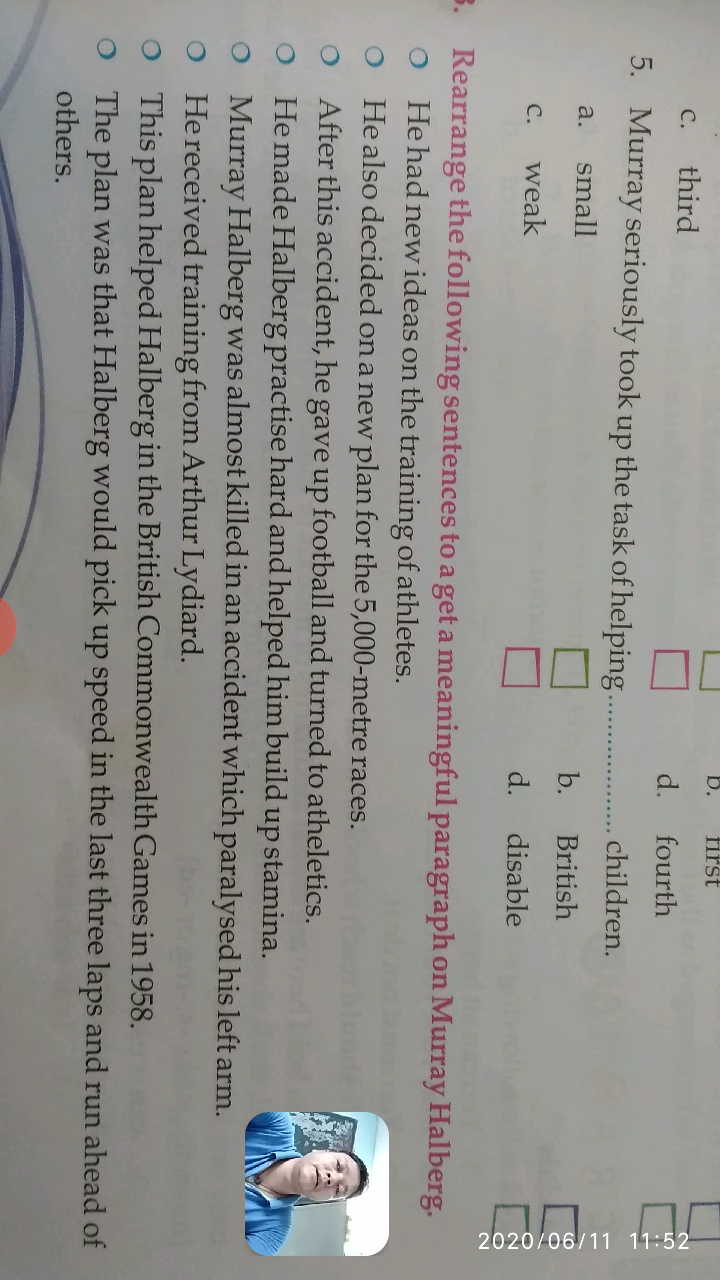 b. first
c. third
d. fourth
5. Murray seriously took up the task of helping .................. children.
a. small
b. British
c. weak
d. disable
Rearrange the following sentences to a get a meaningful paragraph on Murray Halberg.
He had new ideas on the training of athletes.
He also decided on a new plan for the 5,000-metre races.
After this accident, he gave up football and turned to atheletics.
He made Halberg practise hard and helped him build up stamina.
Murray Halberg was almost killed in an accident which paralysed his left arm.
He received training from Arthur Lydiard.
This plan helped Halberg in the British Commonwealth Games in 1958.
The plan was that Halberg would pick up speed in the last three laps and run ahead of
others.
2020/06/11 11:52